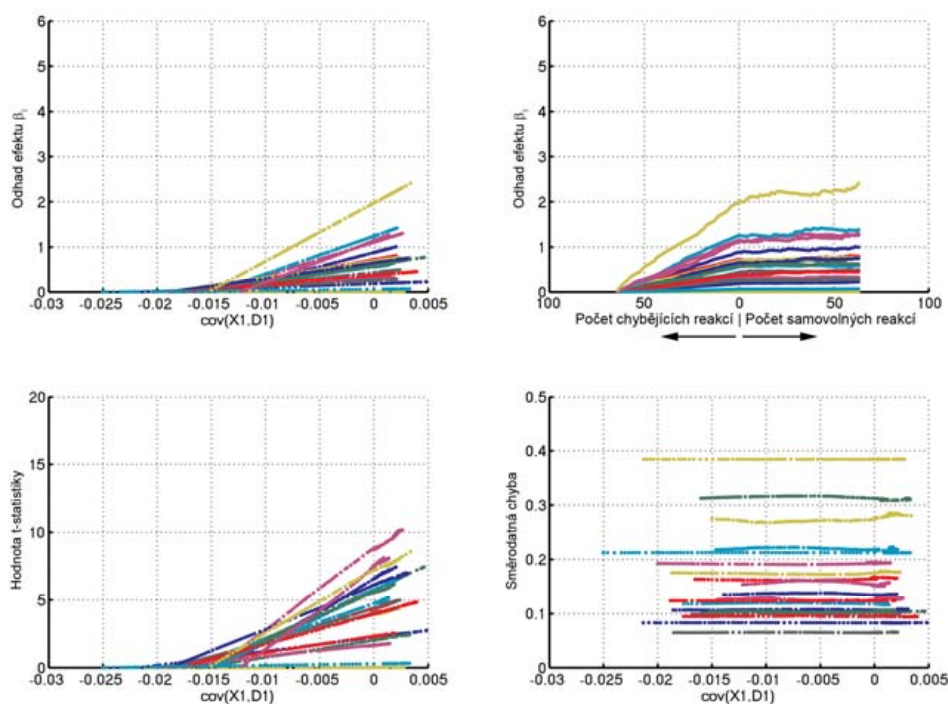 6
5
4
3
2
1
0
Odhad efektu β₁
-0.03 -0.025 -0.02 -0.015 -0.01 -0.005 0 0.005
cov(X1.D1)
6
5
4
3
2
1
0
Odhad efektu β₁
100 50 0 50 100
Počet chybějících reakcí | Počet samovolných reakcí
20
15
10
5
0
Hodnota t-statistiky
-0.03 -0.025 -0.02 -0.015 -0.01 -0.005 0 0.005
cov(X1.D1)
0.5
0.4
0.3
0.2
0.1
0
Směrodatná chyba
-0.03 -0.025 -0.02 -0.015 -0.01 -0.005 0 0.005
cov(X1.D1)